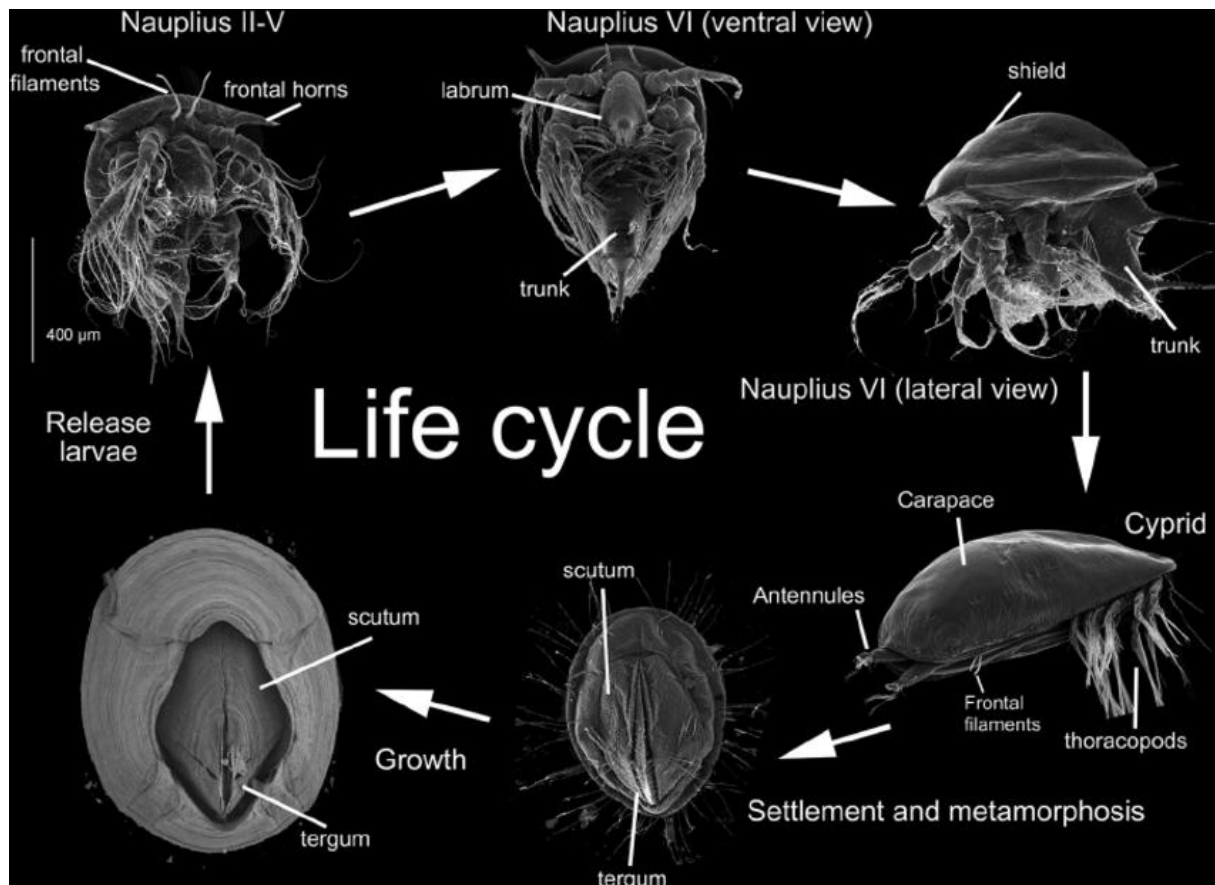 Nauplius II-V
Nauplius VI (ventral view)
frontal
filaments
frontal horns
labrum
shield
trunk
400 µm
trunk
Nauplius VI (lateral view)
Release
larvae
Life cycle
Carapace
Cyprid
scutum
Antennules
scutum
Frontal
filaments
thoracopods
Growth
Settlement and metamorphosis
tergum
tergum